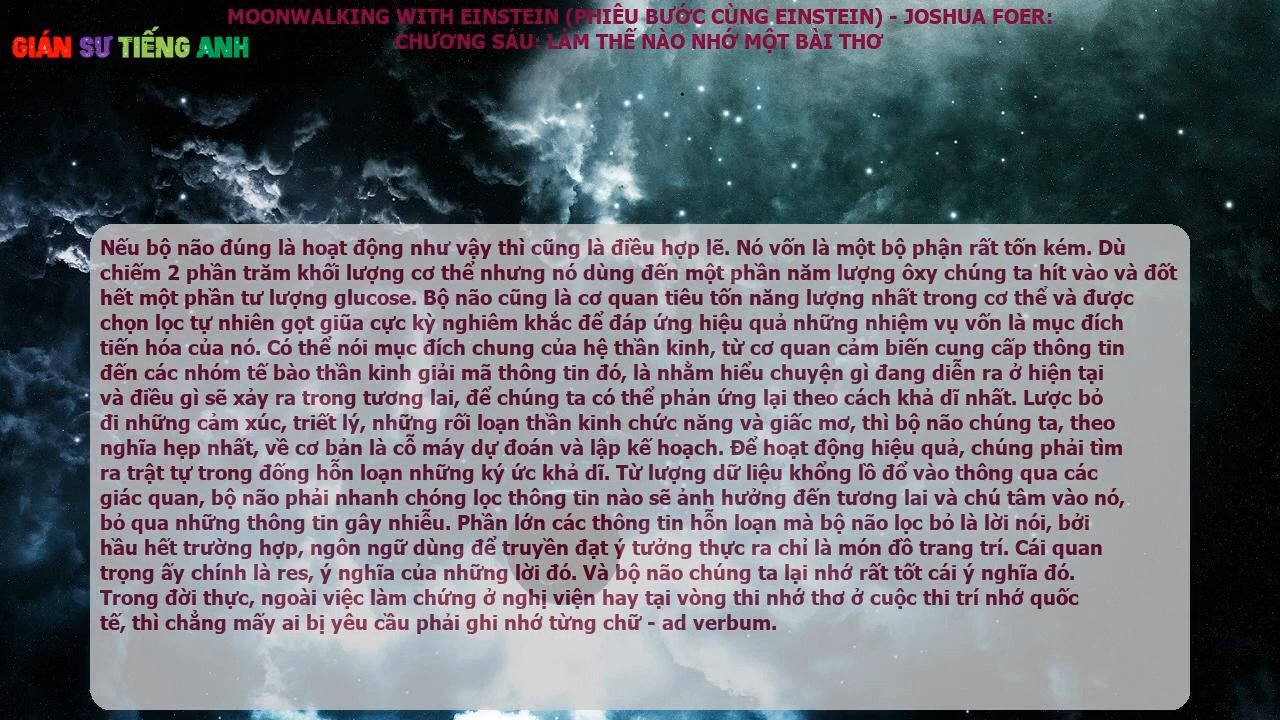 MOONWALKING WITH EINSTEIN (PHIÊU BƯỚC CÙNG EINSTEIN) - JOSHUA FOER:
CHƯƠNG SÁU: LÀM THẾ NÀO NHỚ MỘT BÀI THƠ
GIÁN SƯ TIẾNG ANH
Nếu bộ não đúng là hoạt động như vậy thì cũng là điều hợp lẽ. Nó vốn là một bộ phận rất tốn kém. Dù
chiếm 2 phần trăm khối lượng cơ thể nhưng nó dùng đến một phần năm lượng ôxy chúng ta hít vào và đốt
hết một phần tư lượng glucose. Bộ não cũng là cơ quan tiêu tốn năng lượng nhất trong cơ thể và được
chọn lọc tự nhiên gọt giũa cực kỳ nghiêm khắc để đáp ứng hiệu quả những nhiệm vụ vốn là mục đích
tiến hóa của nó. Có thể nói mục đích chung của hệ thần kinh, từ cơ quan cảm biến cung cấp thông tin
đến các nhóm tế bào thần kinh giải mã thông tin đó, là nhằm hiểu chuyện gì đang diễn ra ở hiện tại
và điều gì sẽ xảy ra trong tương lai, để chúng ta có thể phản ứng lại theo cách khả dĩ nhất. Lược bỏ
đi những cảm xúc, triết lý, những rối loạn thần kinh chức năng và giấc mơ, thì bộ não chúng ta, theo
nghĩa hẹp nhất, về cơ bản là cỗ máy dự đoán và lập kế hoạch. Để hoạt động hiệu quả, chúng phải tìm
ra trật tự trong đống hỗn loạn những ký ức khả dĩ. Từ lượng dữ liệu khổng lồ đổ vào thông qua các
giác quan, bộ não phải nhanh chóng lọc thông tin nào sẽ ảnh hưởng đến tương lai và chú tâm vào nó,
bỏ qua những thông tin gây nhiễu. Phần lớn các thông tin hỗn loạn mà bộ não lọc bỏ là lời nói, bởi
hầu hết trường hợp, ngôn ngữ dùng để truyền đạt ý tưởng thực ra chỉ là món đồ trang trí. Cái quan
trọng ấy chính là res, ý nghĩa của những lời đó. Và bộ não chúng ta lại nhớ rất tốt cái ý nghĩa đó.
Trong đời thực, ngoài việc làm chứng ở nghị viện hay tại vòng thi nhớ thơ ở cuộc thi trí nhớ quốc
tế, thì chẳng mấy ai bị yêu cầu phải ghi nhớ từng chữ - ad verbum.